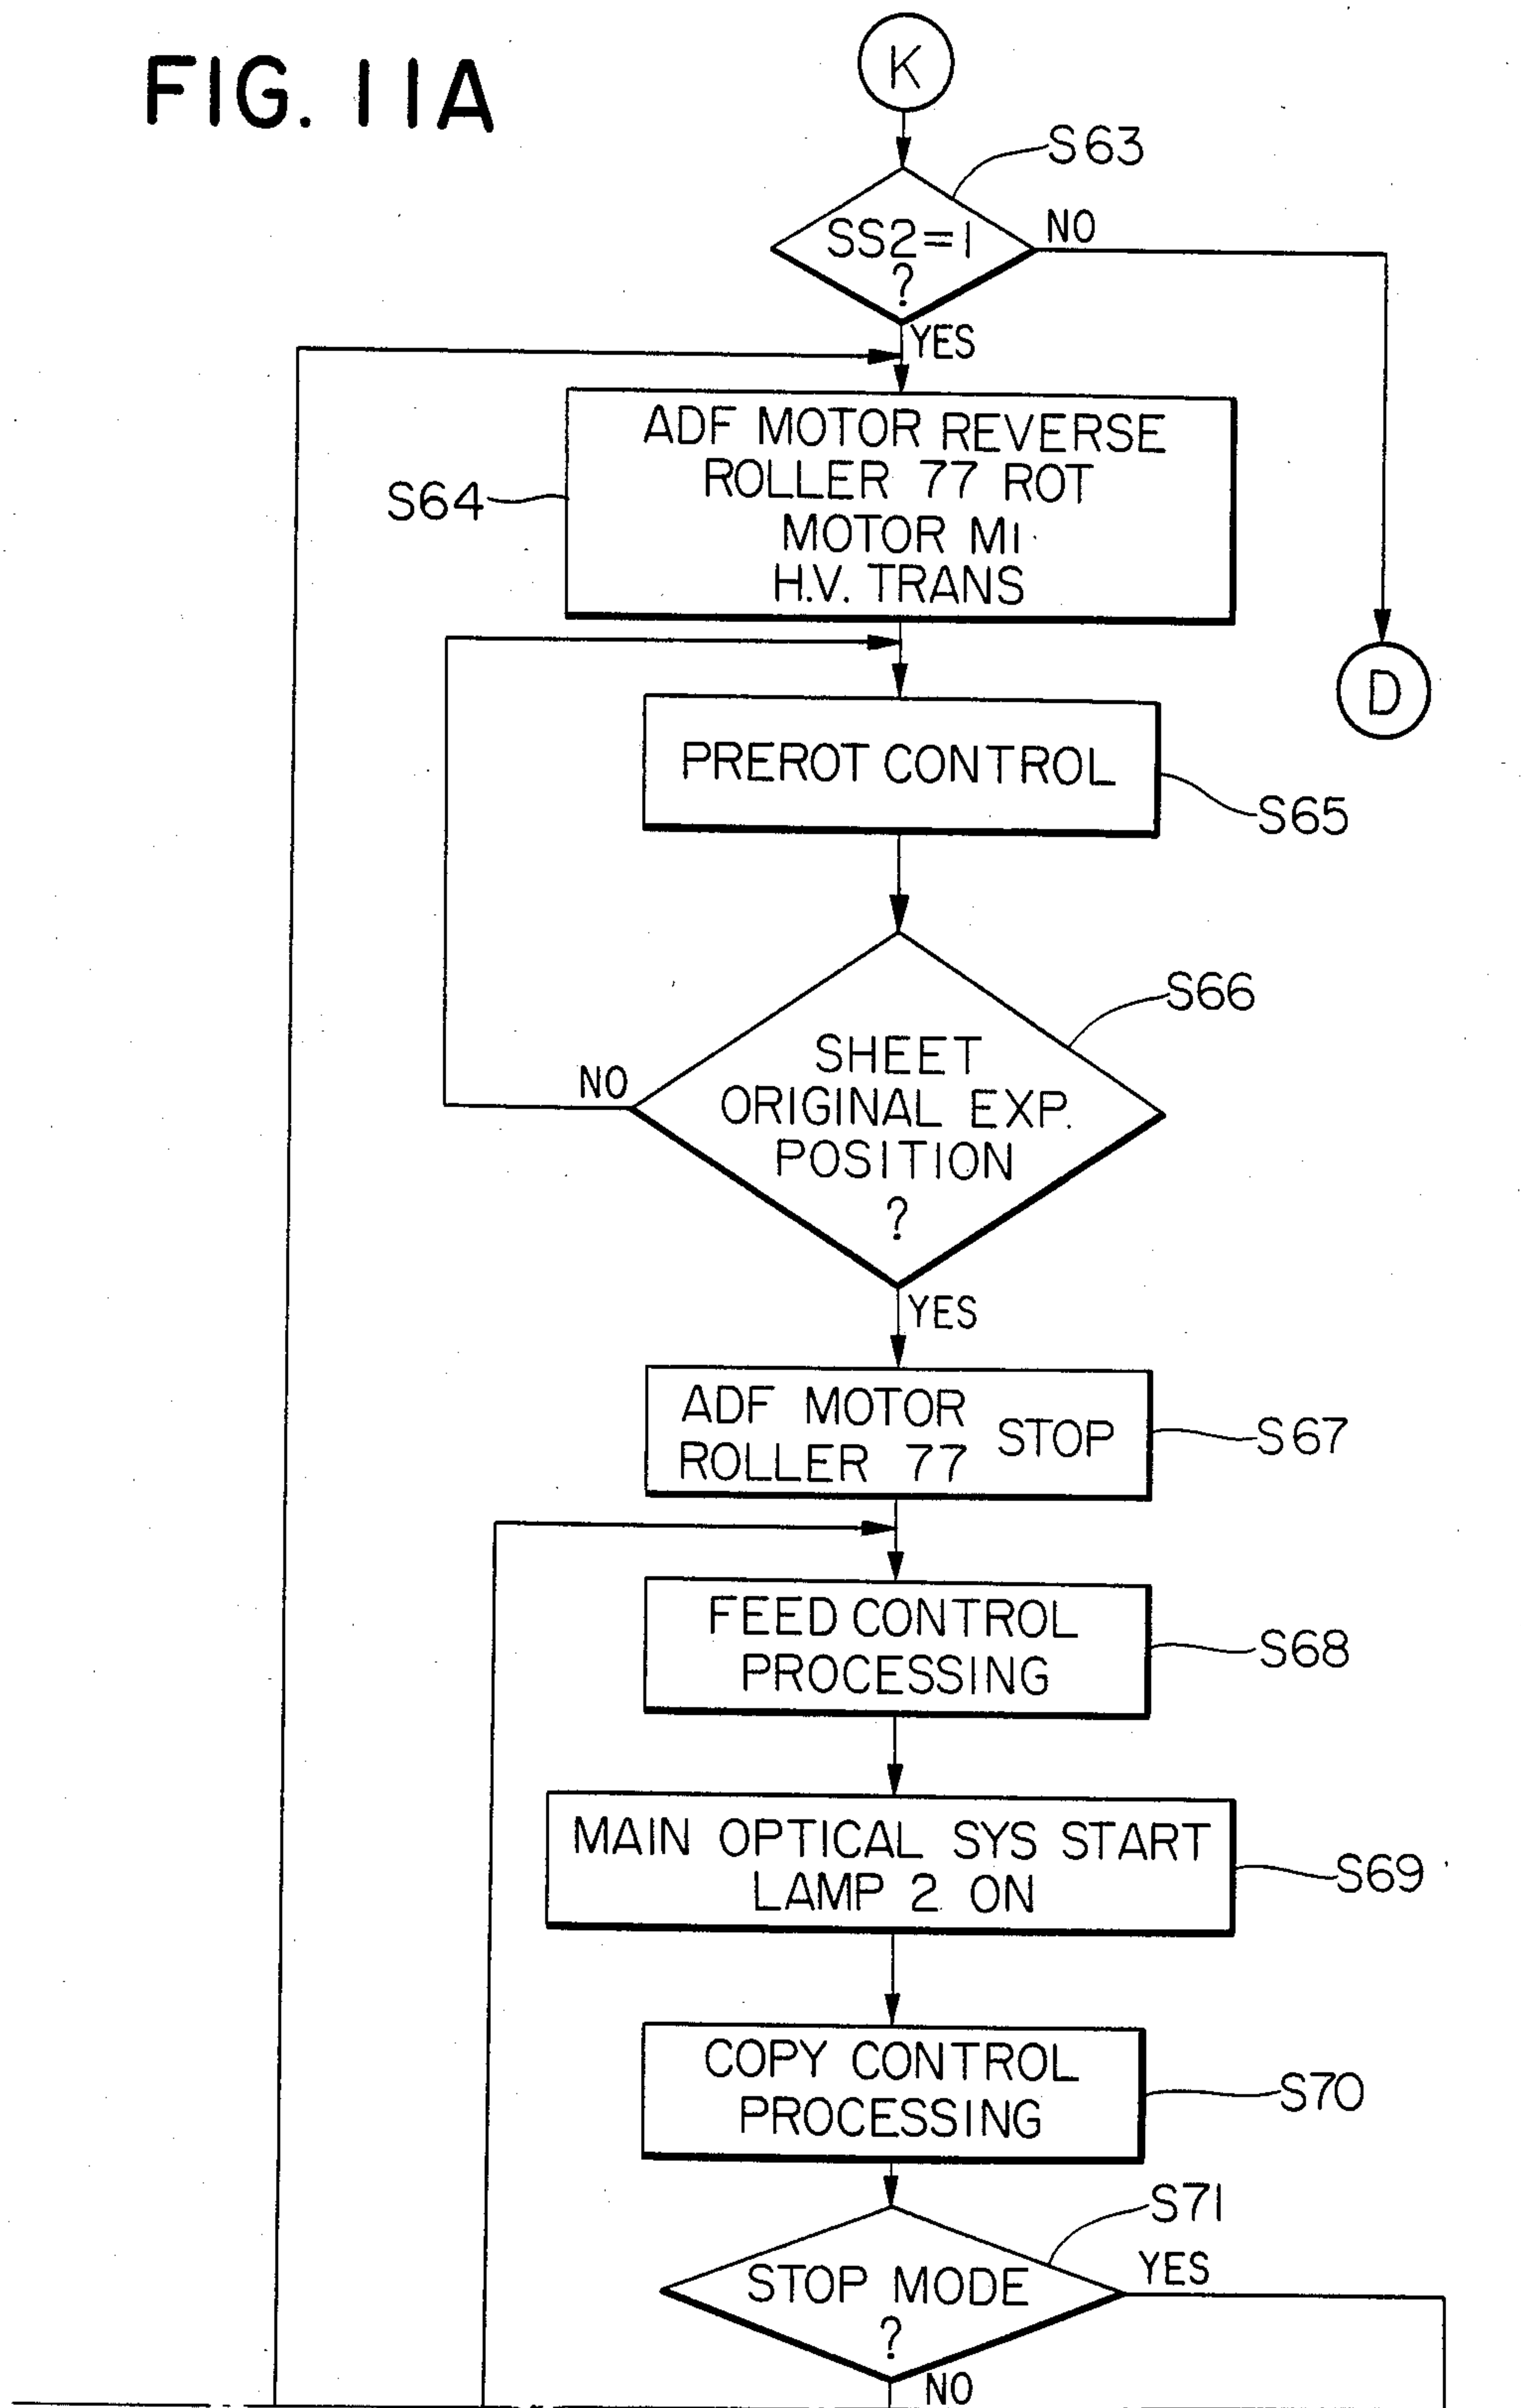 FIG. 11A
K
S63
SS2=1
?
NO
YES
ADF MOTOR REVERSE
ROLLER 77 ROT
MOTOR M1
H.V. TRANS
S64
D
PREROT CONTROL
S65
S66
SHEET
ORIGINAL EXP.
POSITION
?
NO
YES
ADF MOTOR
ROLLER 77
STOP
S67
FEED CONTROL
PROCESSING
S68
MAIN OPTICAL SYS START
LAMP 2 ON
S69
COPY CONTROL
PROCESSING
S70
S71
STOP MODE
?
YES
NO